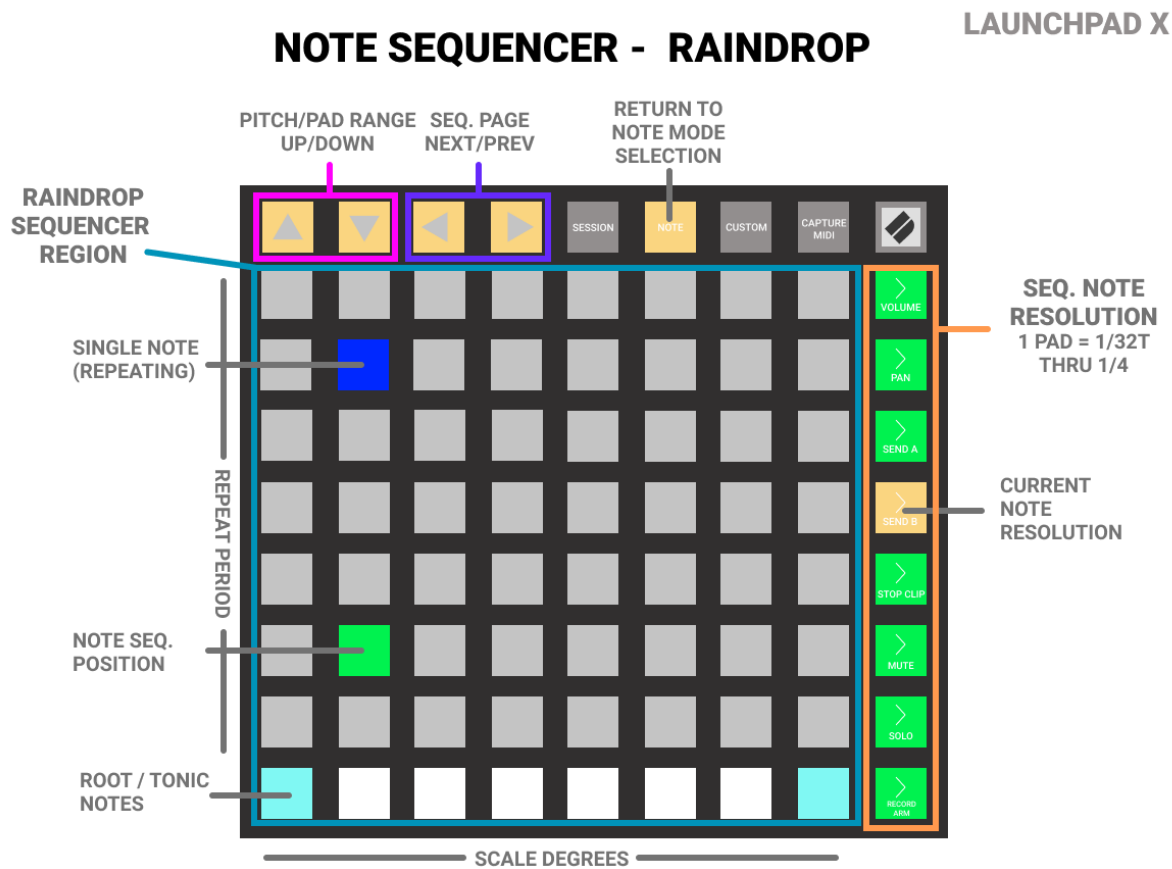 LAUNCHPAD X
NOTE SEQUENCER - RAINDROP
PITCH/PAD RANGE
UP/DOWN
SEQ. PAGE
NEXT/PREV
RETURN TO
NOTE MODE
SELECTION
RAINDROP
SEQUENCER
REGION
SESSION
NOTE
CUSTOM
CAPTURE
MIDI
VOLUME
SEQ. NOTE
RESOLUTION
1 PAD = 1/32T
THRU 1/4
SINGLE NOTE
(REPEATING)
PAN
SEND A
REPEAT PERIOD
SEND B
CURRENT
NOTE
RESOLUTION
STOP CLIP
NOTE SEQ.
POSITION
MUTE
SOLO
ROOT / TONIC
NOTES
RECORD
ARM
SCALE DEGREES